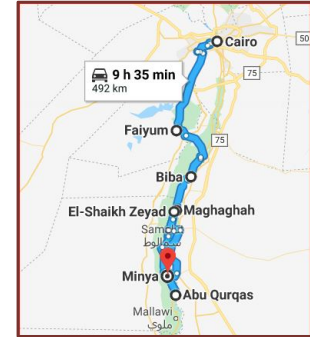 Cairo
50
75
9 h 35 min
492 km
Faiyum
75
Biba
El-Shaikh Zeyad
Maghaghah
سمالوط
Minya
Abu Qurqas
Mallawi
ملوي